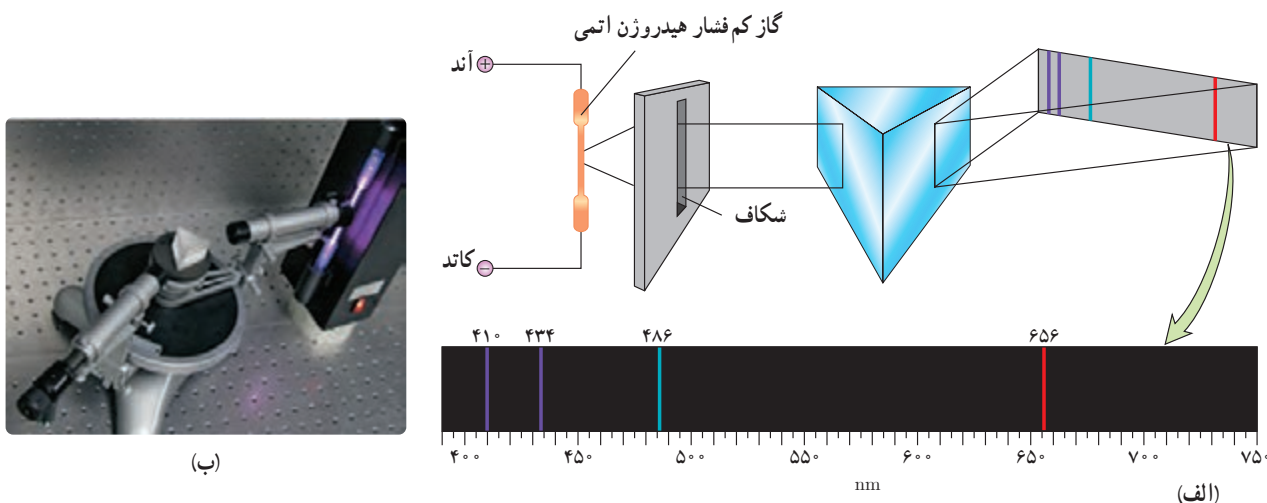 گاز کم فشار هیدروژن اتمی
آند
+
شکاف
کاتد
−
۴۱۰ ۴۳۴ ۴۸۶ ۶۵۶
۴۰۰ ۴۵۰ ۵۰۰ ۵۵۰ ۶۰۰ ۶۵۰ ۷۰۰ ۷۵۰
nm
(الف)
(ب)